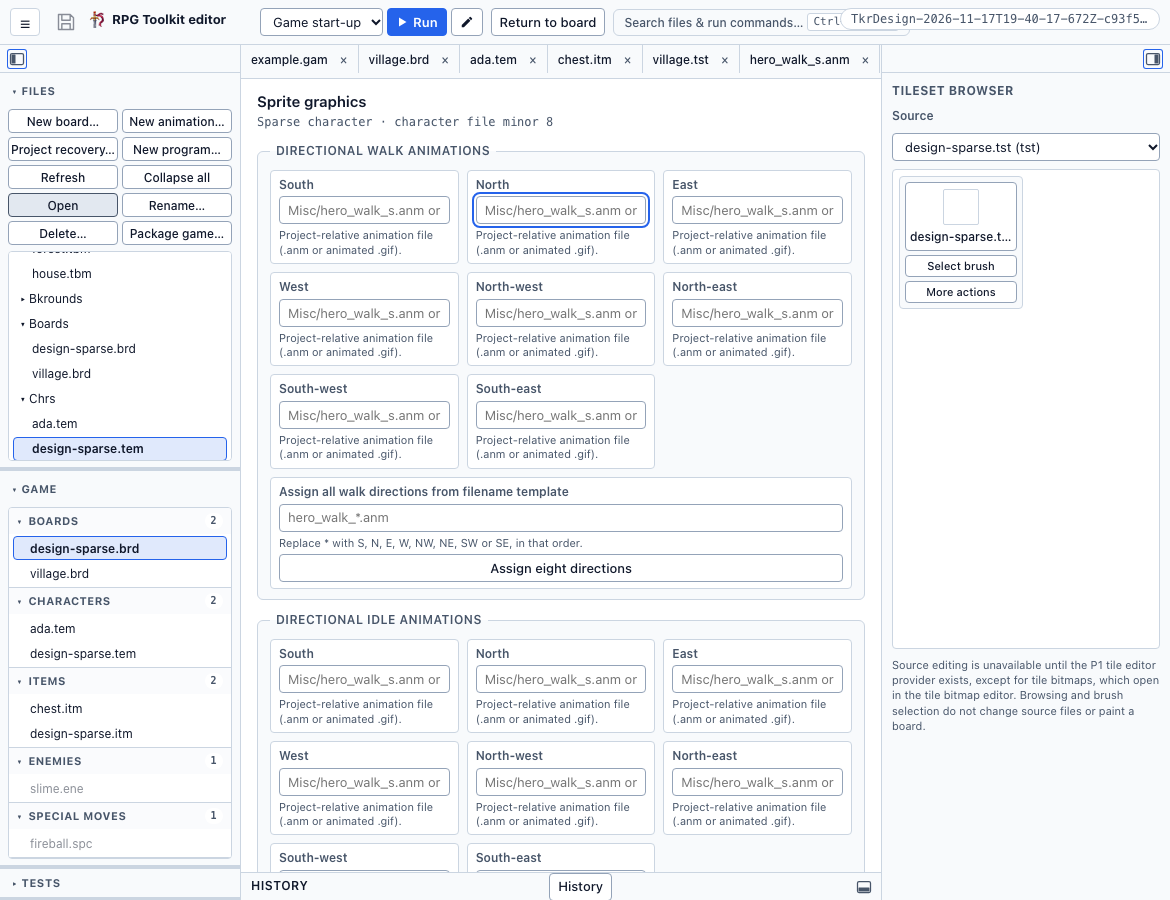 RPG Toolkit editor
Game start-up
Run
Return to board
Search files & run commands...
Ctrl
TkrDesign-2026-11-17T19-40-17-672Z-c93f5…
FILES
New board...
New animation...
Project recovery...
New program...
Refresh
Collapse all
Open
Rename...
Delete...
Package game...
house.tbm
Bkrounds
Boards
design-sparse.brd
village.brd
Chrs
ada.tem
design-sparse.tem
GAME
BOARDS 2
design-sparse.brd
village.brd
CHARACTERS 2
ada.tem
design-sparse.tem
ITEMS 2
chest.itm
design-sparse.itm
ENEMIES 1
slime.ene
SPECIAL MOVES 1
fireball.spc
TESTS
example.gam ×
village.brd ×
ada.tem ×
chest.itm ×
village.tst ×
hero_walk_s.anm ×
Sprite graphics
Sparse character · character file minor 8
DIRECTIONAL WALK ANIMATIONS
South
Misc/hero_walk_s.anm or
Project-relative animation file
(.anm or animated .gif).
North
Misc/hero_walk_s.anm or
Project-relative animation file
(.anm or animated .gif).
East
Misc/hero_walk_s.anm or
Project-relative animation file
(.anm or animated .gif).
West
Misc/hero_walk_s.anm or
Project-relative animation file
(.anm or animated .gif).
North-west
Misc/hero_walk_s.anm or
Project-relative animation file
(.anm or animated .gif).
North-east
Misc/hero_walk_s.anm or
Project-relative animation file
(.anm or animated .gif).
South-west
Misc/hero_walk_s.anm or
Project-relative animation file
(.anm or animated .gif).
South-east
Misc/hero_walk_s.anm or
Project-relative animation file
(.anm or animated .gif).
Assign all walk directions from filename template
hero_walk_*.anm
Replace * with S, N, E, W, NW, NE, SW or SE, in that order.
Assign eight directions
DIRECTIONAL IDLE ANIMATIONS
South
Misc/hero_walk_s.anm or
Project-relative animation file
(.anm or animated .gif).
North
Misc/hero_walk_s.anm or
Project-relative animation file
(.anm or animated .gif).
East
Misc/hero_walk_s.anm or
Project-relative animation file
(.anm or animated .gif).
West
Misc/hero_walk_s.anm or
Project-relative animation file
(.anm or animated .gif).
North-west
Misc/hero_walk_s.anm or
Project-relative animation file
(.anm or animated .gif).
North-east
Misc/hero_walk_s.anm or
Project-relative animation file
(.anm or animated .gif).
South-west
South-east
HISTORY
History
TILESET BROWSER
Source
design-sparse.tst (tst)
design-sparse.t...
Select brush
More actions
Source editing is unavailable until the P1 tile editor
provider exists, except for tile bitmaps, which open
in the tile bitmap editor. Browsing and brush
selection do not change source files or paint a
board.